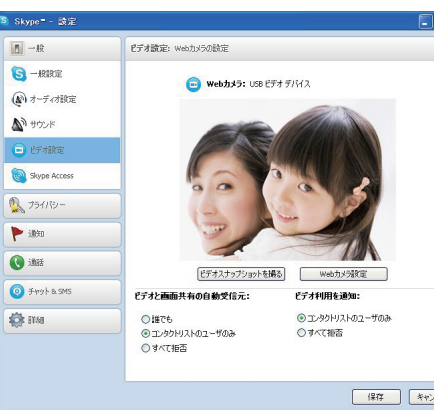 Skype™ - 設定
一般
一般設定
オーディオ設定
サウンド
ビデオ設定
Skype Access
プライバシー
通知
通話
チャット & SMS
詳細
ビデオ設定: Webカメラの設定
Webカメラ: USB ビデオ デバイス
ビデオスナップショットを撮る
Webカメラ設定
ビデオと画面共有の自動受信元:
誰でも
コンタクトリストのユーザのみ
すべて拒否
ビデオ利用を通知:
コンタクトリストのユーザのみ
すべて拒否
保存
キャン